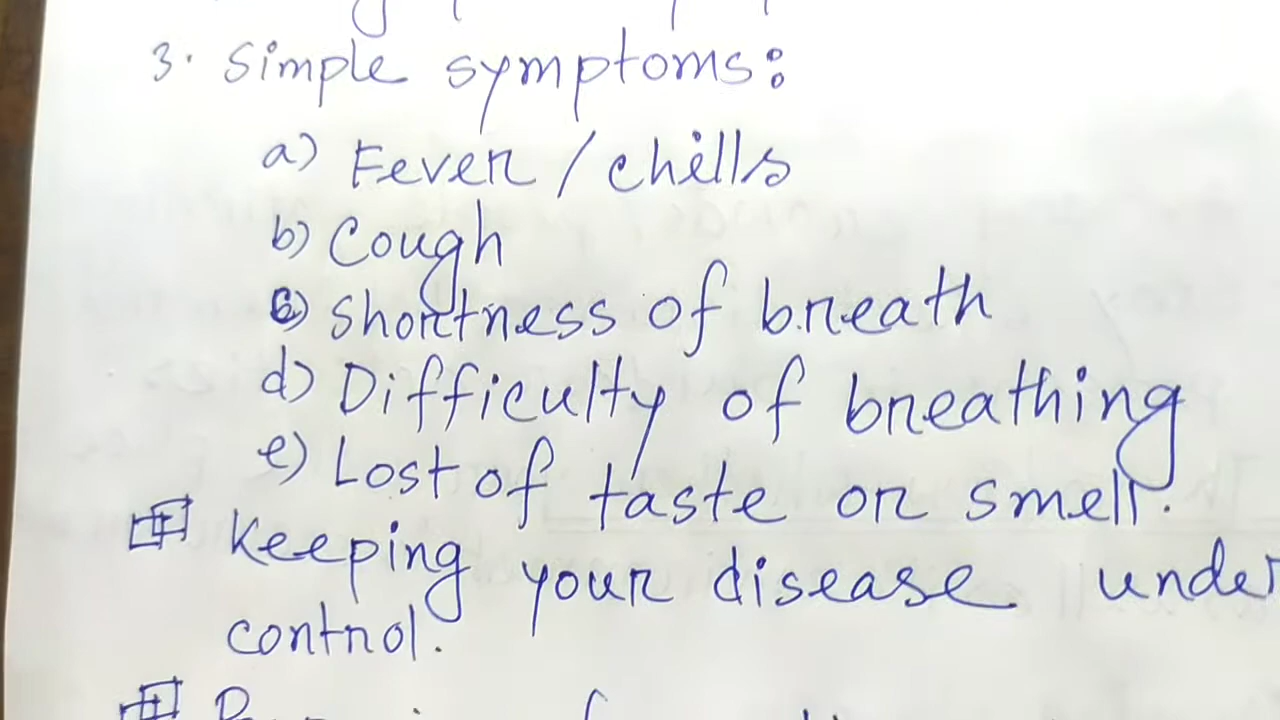 3. Simple symptoms:
a) Fever / chills
b) Cough
c) shortness of breath
d) Difficulty of breathing
e) Lost of taste or smell.
Keeping your disease under
control.